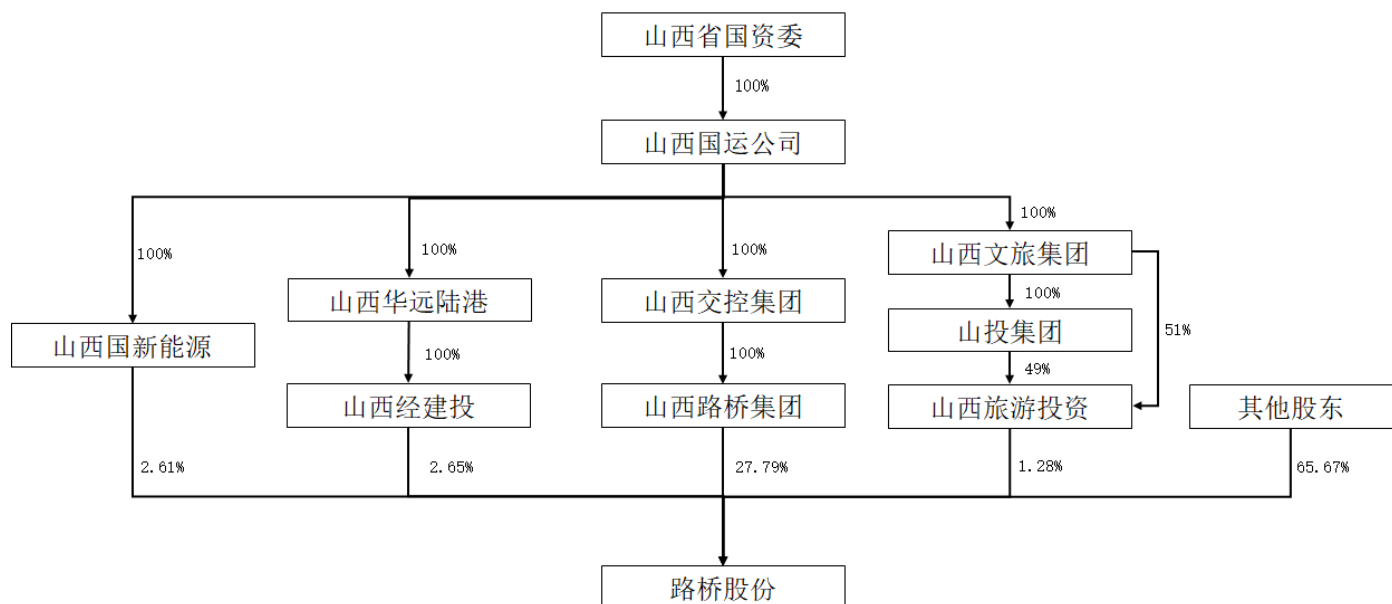 山西省国资委
100%
山西国运公司
100%
100%
100%
100%
山西文旅集团
山西华远陆港
山西交控集团
100%
51%
山西国新能源
山投集团
100%
100%
49%
山西经建投
山西路桥集团
山西旅游投资
其他股东
2.61%
2.65%
27.79%
1.28%
65.67%
路桥股份